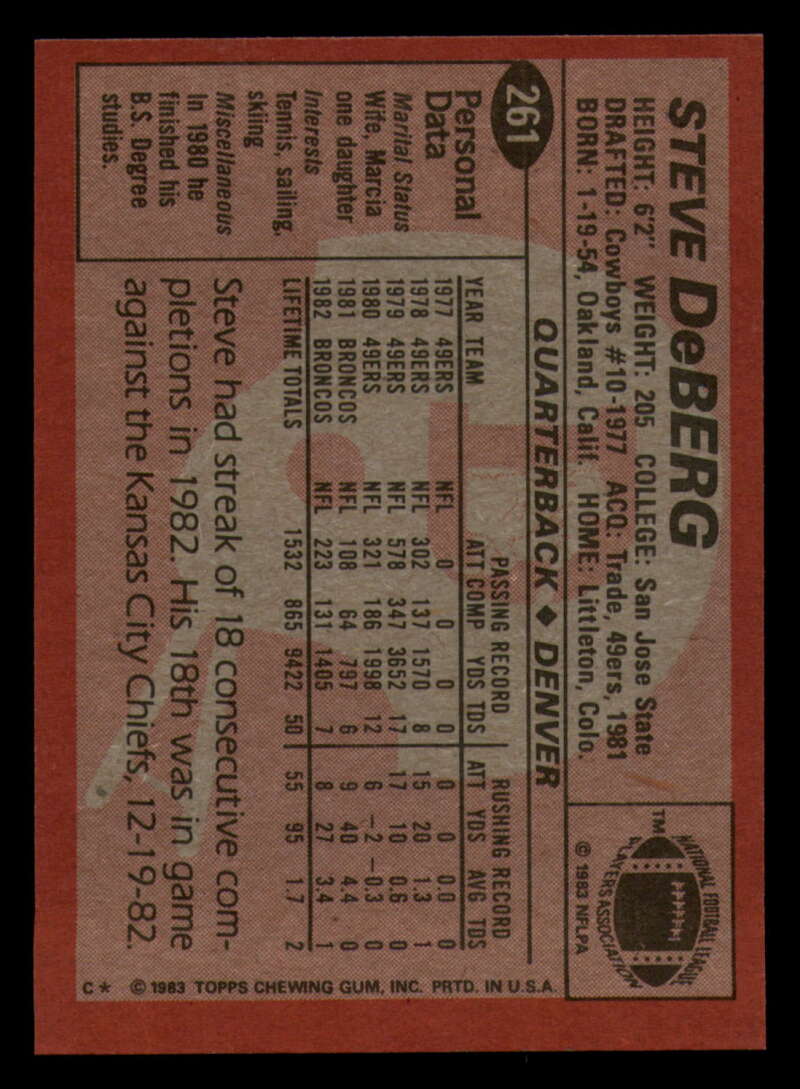 STEVE DeBERG
HEIGHT: 6'2" WEIGHT: 205 COLLEGE: San Jose State
DRAFTED: Cowboys #10-1977 ACQ: Trade, 49ers, 1981
BORN: 1-19-54, Oakland, Calif. HOME: Littleton, Colo.
NATIONAL FOOTBALL LEAGUE
PLAYERS ASSOCIATION
TM
© 1983 NFLPA
261
QUARTERBACK ◆ DENVER
Personal
Data
Marital Status
Wife, Marcia
one daughter
Interests
Tennis, sailing,
skiing
Miscellaneous
In 1980 he
finished his
B.S. Degree
studies.
PASSING RECORD RUSHING RECORD
YEAR TEAM ATT COMP YDS TDS ATT YDS AVG TDS
1977 49ERS NFL 0 0 0 0 0 0 0.0 0
1978 49ERS NFL 302 137 1570 8 15 20 1.3 1
1979 49ERS NFL 578 347 3652 17 17 10 0.6 0
1980 49ERS NFL 321 186 1998 12 6 -2 -0.3 0
1981 BRONCOS NFL 108 64 797 6 9 40 4.4 0
1982 BRONCOS NFL 223 131 1405 7 8 27 3.4 1
LIFETIME TOTALS 1532 865 9422 50 55 95 1.7 2
Steve had streak of 18 consecutive com-
pletions in 1982. His 18th was in game
against the Kansas City Chiefs, 12-19-82.
C* © 1983 TOPPS CHEWING GUM, INC. PRTD. IN U.S.A.